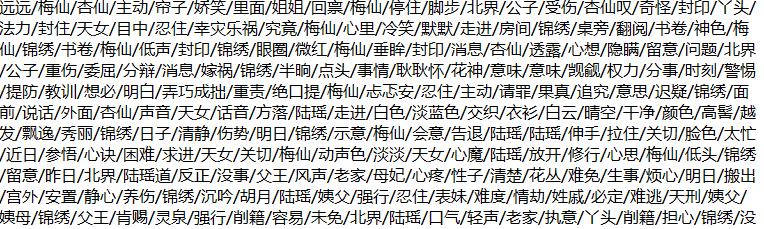 远远/梅仙/杏仙/主动/帘子/娇笑/里面/姐姐/回禀/梅仙/停住/脚步/北界/公子/受伤/杏仙叹/奇怪/封印/丫头/
法力/封住/天女/目中/忍住/幸灾乐祸/究竟/梅仙/心里/冷笑/默默/走进/房间/锦绣/桌旁/翻阅/书卷/神色/梅
仙/锦绣/书卷/梅仙/低声/封印/锦绣/眼圈/微红/梅仙/垂眸/封印/消息/杏仙/透露/心想/隐瞒/留意/问题/北界
/公子/重伤/委屈/分辩/消息/嫁祸/锦绣/半晌/点头/事情/耿耿怀/花神/意味/意味/觊觎/权力/分事/时刻/警惕
/提防/教训/想必/明白/弄巧成拙/重责/绝口提/梅仙/忐忑安/忍住/主动/请罪/果真/追究/意思/迟疑/锦绣/面
前/说话/外面/杏仙/声音/天女/话音/方落/陆瑶/走进/白色/淡蓝色/交织/衣衫/白云/晴空/干净/颜色/高髻/越
发/飘逸/秀丽/锦绣/日子/清静/伤势/明日/锦绣/示意/梅仙/会意/告退/陆瑶/陆瑶/伸手/拉住/关切/脸色/太忙
/近日/参悟/心诀/困难/求进/天女/关切/梅仙/动声色/淡淡/天女/心魔/陆瑶/放开/修行/心思/梅仙/低头/锦绣
/留意/昨日/北界/陆瑶道/反正/没事/父王/风声/老家/母妃/心疼/性子/清楚/花丛/难免/生事/烦心/明日/搬出
/宫外/安置/静心/养伤/锦绣/沉吟/胡月/陆瑶/姨父/强行/忍住/表妹/难度/情劫/姓戚/必定/难逃/天刑/姨父/
姨母/锦绣/父王/肯赐/灵泉/强行/削籍/容易/未免/北界/陆瑶/口气/轻声/老家/执意/丫头/削籍/担心/锦绣/没